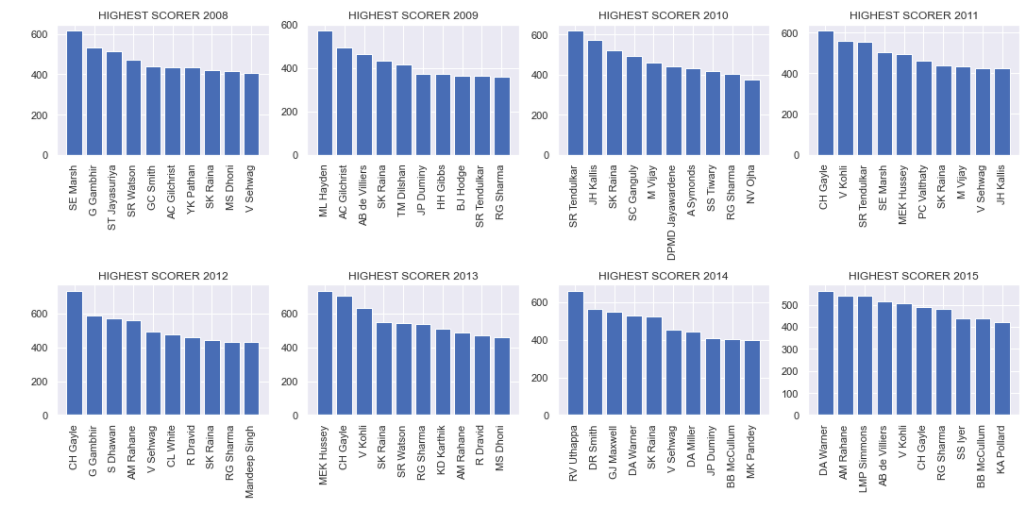 HIGHEST SCORER 2008
600
400
200
0
SE Marsh
G Gambhir
ST Jayasuriya
SR Watson
GC Smith
AC Gilchrist
YK Pathan
SK Raina
MS Dhoni
V Sehwag
HIGHEST SCORER 2009
600
400
200
0
ML Hayden
AC Gilchrist
AB de Villiers
SK Raina
TM Dilshan
JP Duminy
HH Gibbs
BJ Hodge
SR Tendulkar
RG Sharma
HIGHEST SCORER 2010
600
400
200
0
SR Tendulkar
JH Kallis
SK Raina
SC Ganguly
M Vijay
DPMD Jayawardene
A Symonds
SS Tiwary
RG Sharma
NV Ojha
HIGHEST SCORER 2011
600
400
200
0
CH Gayle
V Kohli
SR Tendulkar
SE Marsh
MEK Hussey
PC Valthaty
SK Raina
M Vijay
V Sehwag
JH Kallis
HIGHEST SCORER 2012
600
400
200
0
CH Gayle
G Gambhir
S Dhawan
AM Rahane
V Sehwag
CL White
R Dravid
SK Raina
RG Sharma
Mandeep Singh
HIGHEST SCORER 2013
600
400
200
0
MEK Hussey
CH Gayle
V Kohli
SK Raina
SR Watson
RG Sharma
KD Karthik
AM Rahane
R Dravid
MS Dhoni
HIGHEST SCORER 2014
600
400
200
0
RV Uthappa
DR Smith
GJ Maxwell
DA Warner
SK Raina
V Sehwag
DA Miller
JP Duminy
BB McCullum
MK Pandey
HIGHEST SCORER 2015
500
400
300
200
100
0
DA Warner
AM Rahane
LMP Simmons
AB de Villiers
V Kohli
CH Gayle
RG Sharma
SS Iyer
BB McCullum
KA Pollard